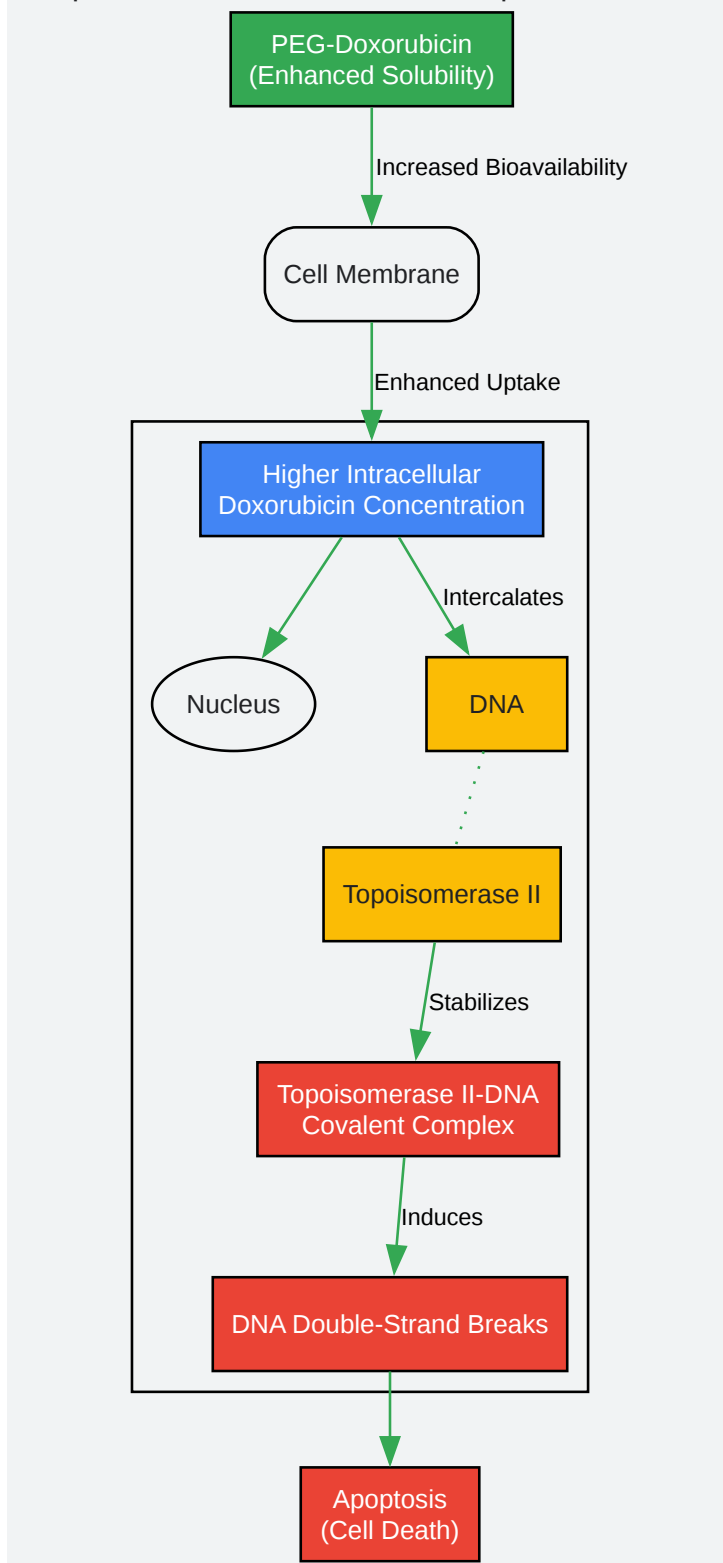 PEG-Doxorubicin
(Enhanced Solubility)
Increased Bioavailability
Cell Membrane
Enhanced Uptake
Higher Intracellular
Doxorubicin Concentration
Intercalates
Nucleus
DNA
Topoisomerase II
Stabilizes
Topoisomerase II-DNA
Covalent Complex
Induces
DNA Double-Strand Breaks
Apoptosis
(Cell Death)